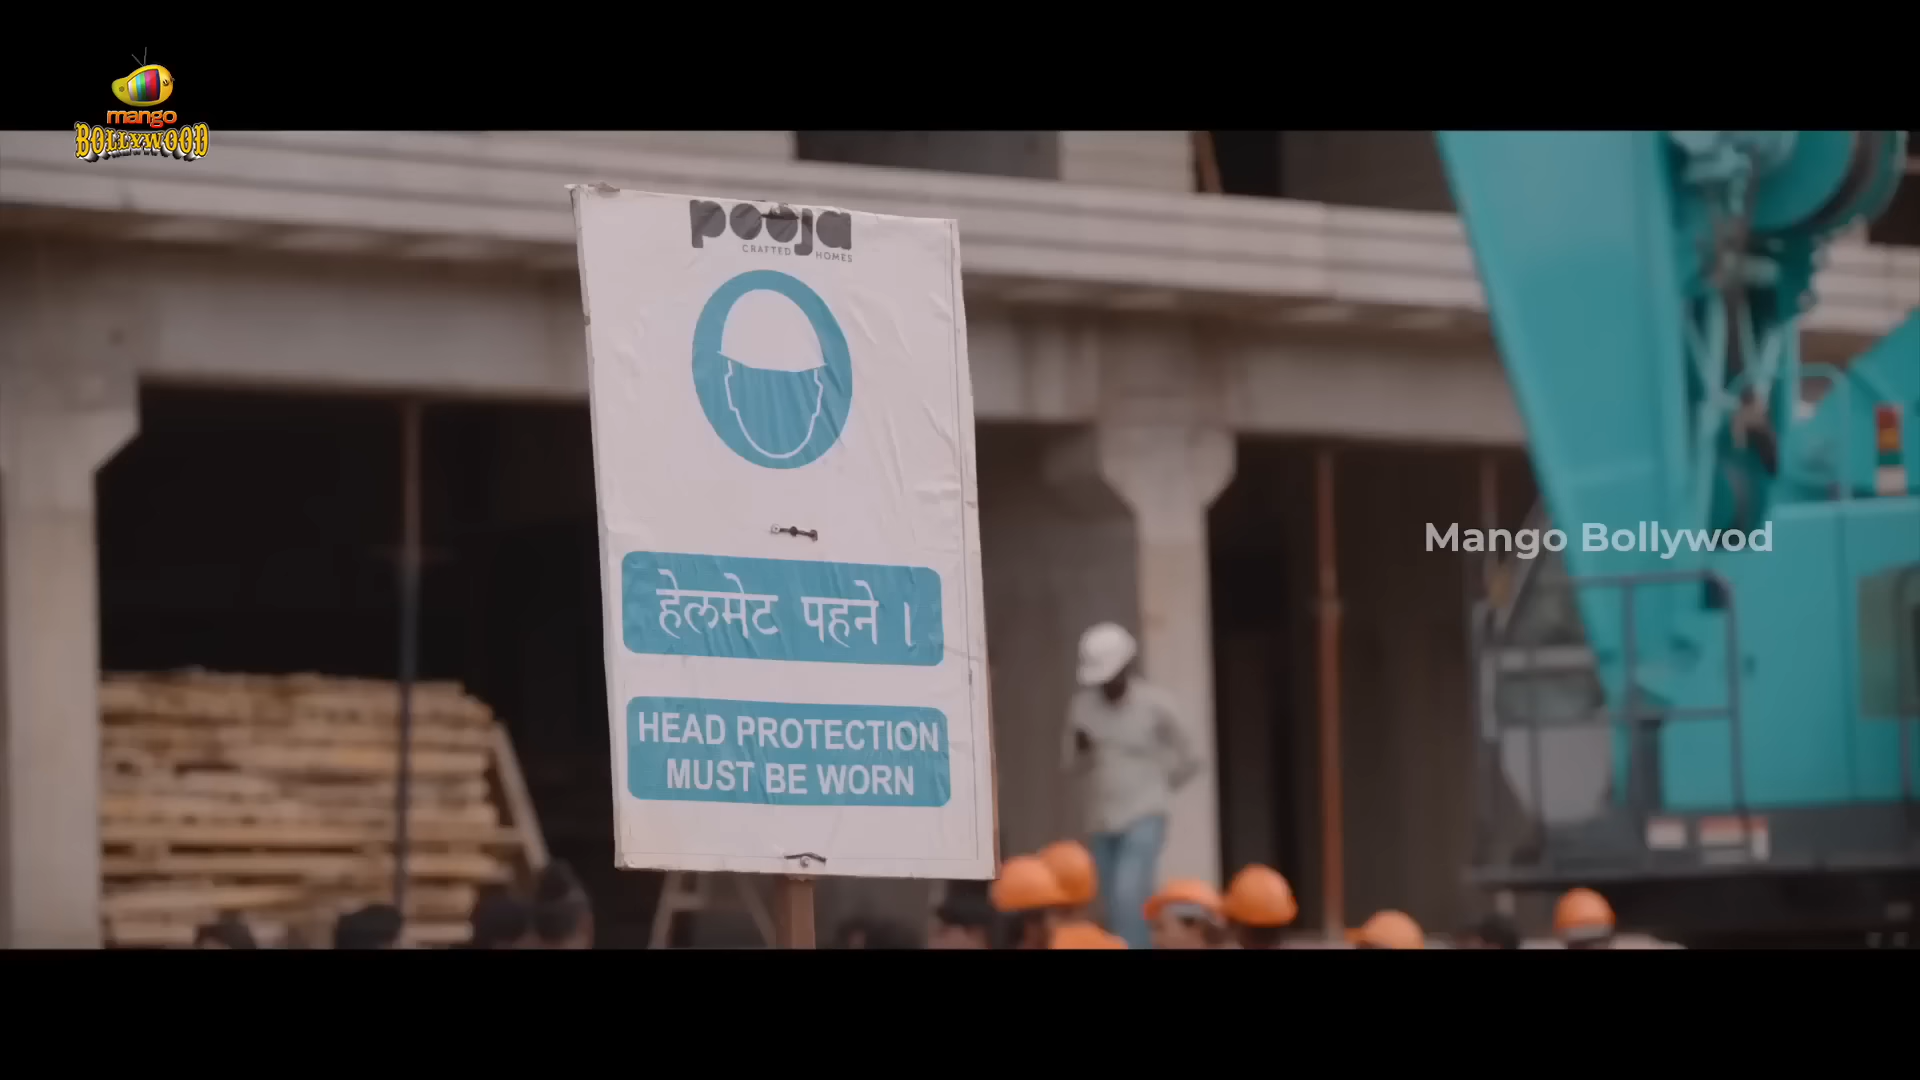 mango
BOLLYWOOD
pooja
CRAFTED HOMES
हेलमेट पहने ।
HEAD PROTECTION
MUST BE WORN
Mango Bollywod